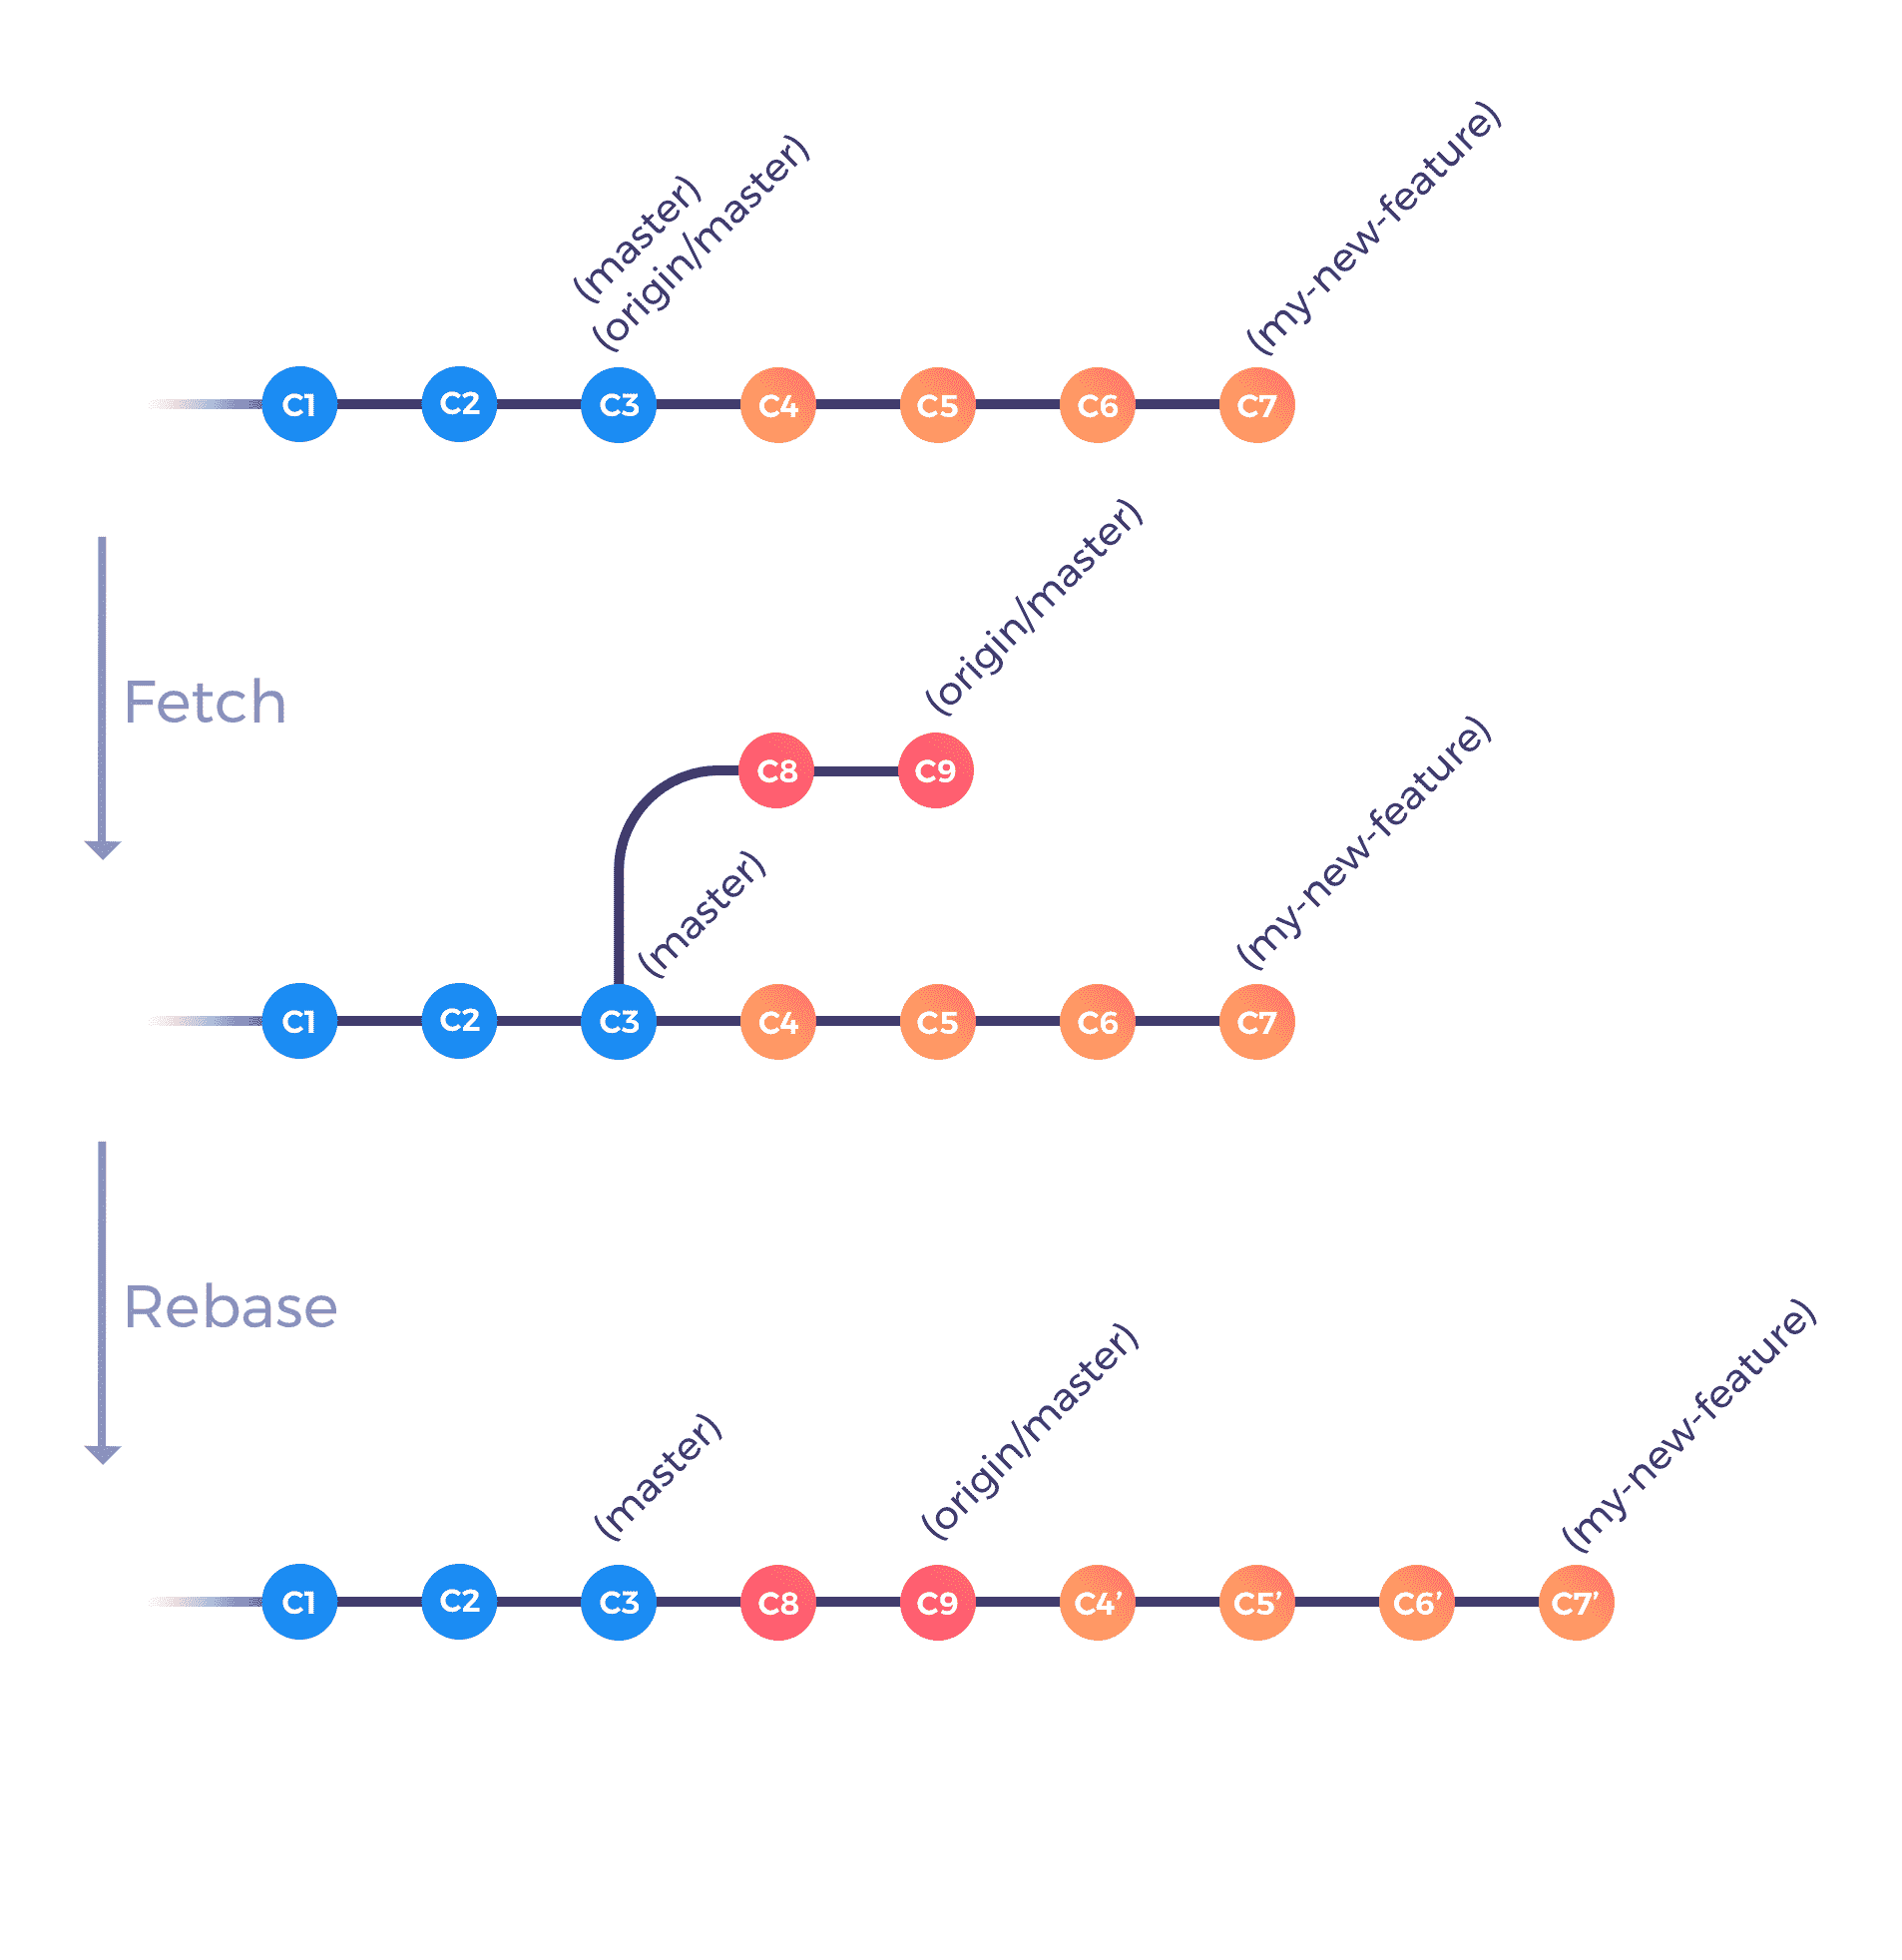 (master)
(origin/master)
(my-new-feature)
C1 C2 C3 C4 C5 C6 C7
Fetch
(origin/master)
C8 C9
(master)
(my-new-feature)
C1 C2 C3 C4 C5 C6 C7
Rebase
(master)
(origin/master)
(my-new-feature)
C1 C2 C3 C8 C9 C4’ C5’ C6’ C7’